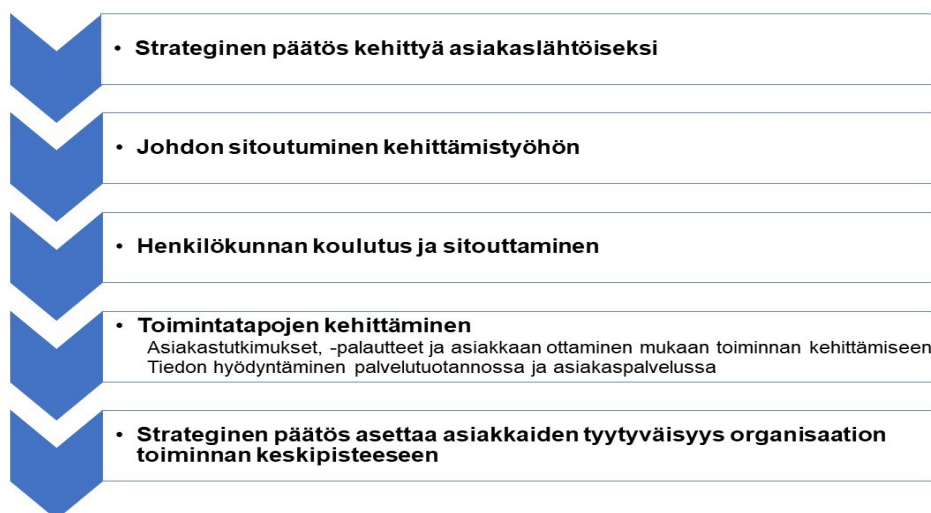 • Strateginen päätös kehittyä asiakaslähtöiseksi
• Johdon sitoutuminen kehittämistyöhön
• Henkilökunnan koulutus ja sitouttaminen
• Toimintatapojen kehittäminen
Asiakastutkimukset, -palautteet ja asiakkaan ottaminen mukaan toiminnan kehittämiseen
Tiedon hyödyntäminen palvelutuotannossa ja asiakaspalvelussa
• Strateginen päätös asettaa asiakkaiden tyytyväisyys organisaation
toiminnan keskipisteeseen